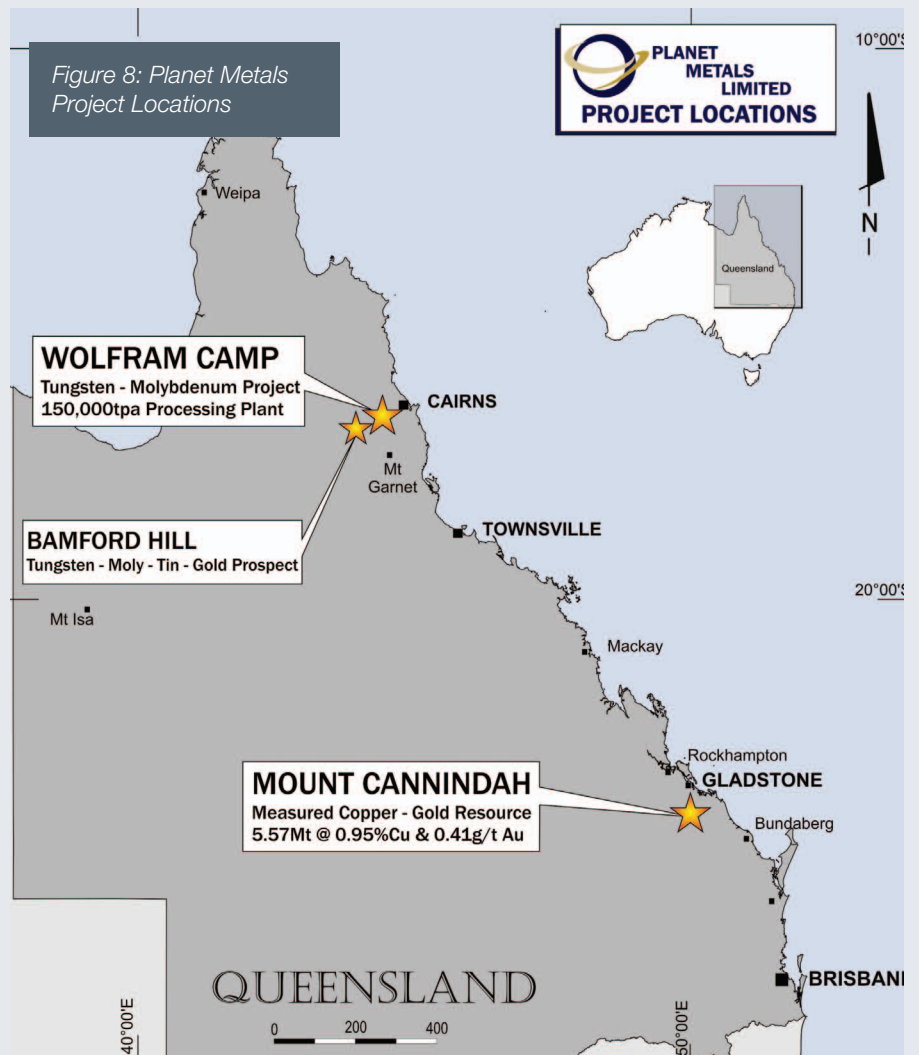 Figure 8: Planet Metals
Project Locations
PLANET
METALS
LIMITED
PROJECT LOCATIONS
10°00'S
N
Weipa
Queensland
WOLFRAM CAMP
Tungsten - Molybdenum Project
150,000tpa Processing Plant
CAIRNS
Mt
Garnet
BAMFORD HILL
Tungsten - Moly - Tin - Gold Prospect
TOWNSVILLE
20°00'S
Mt Isa
Mackay
Rockhampton
GLADSTONE
MOUNT CANNINDAH
Measured Copper - Gold Resource
5.57Mt @ 0.95%Cu & 0.41g/t Au
Bundaberg
QUEENSLAND
BRISBAN
0 200 400
40°00'E
50°00'E